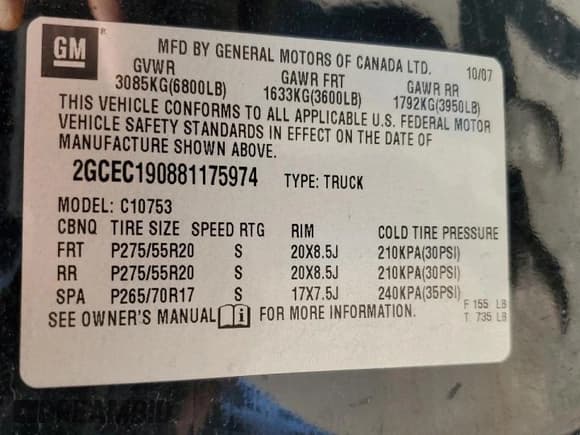 GM
MFD BY GENERAL MOTORS OF CANADA LTD. 10/07
GVWR GAWR FRT GAWR RR
3085KG(6800LB) 1633KG(3600LB) 1792KG(3950LB)
THIS VEHICLE CONFORMS TO ALL APPLICABLE U.S. FEDERAL MOTOR
VEHICLE SAFETY STANDARDS IN EFFECT ON THE DATE OF
MANUFACTURE SHOWN ABOVE.
2GCEC190881175974 TYPE: TRUCK
MODEL: C10753
CBNQ TIRE SIZE SPEED RTG RIM COLD TIRE PRESSURE
FRT P275/55R20 S 20X8.5J 210KPA(30PSI)
RR P275/55R20 S 20X8.5J 210KPA(30PSI)
SPA P265/70R17 S 17X7.5J 240KPA(35PSI)
F 155 LB
SEE OWNER'S MANUAL i FOR MORE INFORMATION. T 735 LB